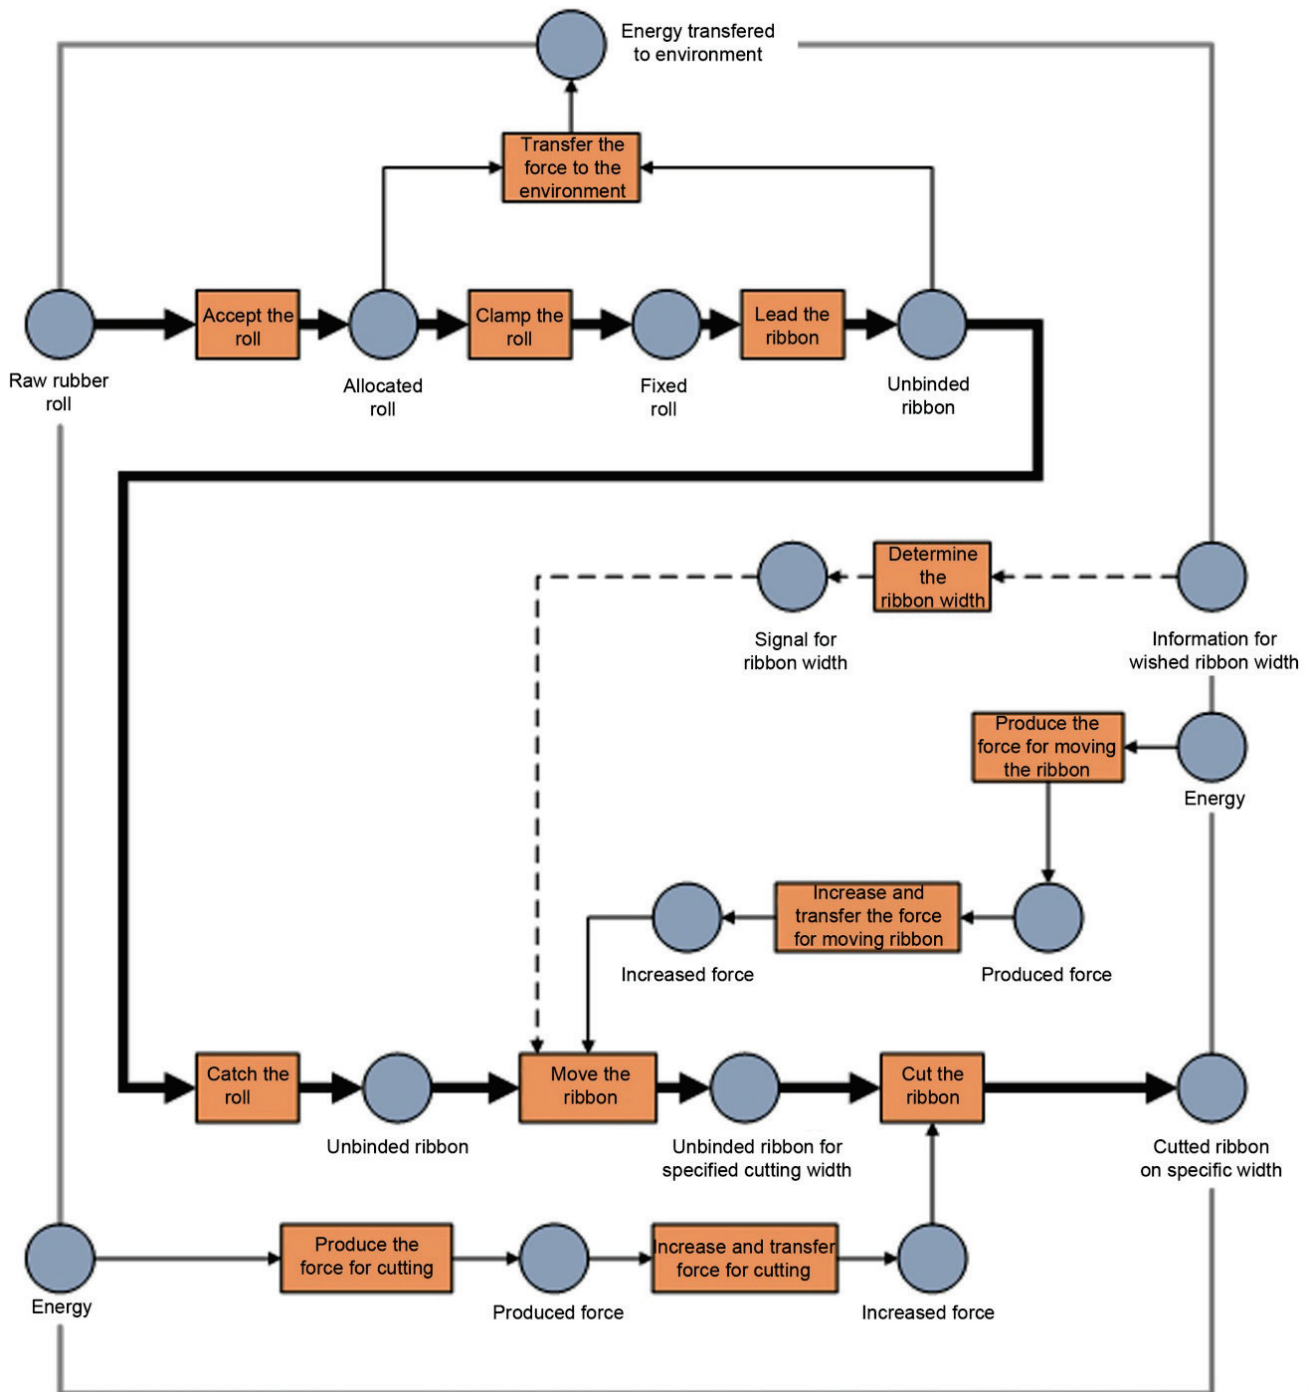 Energy transfered
to environment
Transfer the
force to the
environment
Accept the
roll
Clamp the
roll
Lead the
ribbon
Raw rubber
roll
Allocated
roll
Fixed
roll
Unbinded
ribbon
Determine
the
ribbon width
Signal for
ribbon width
Information for
wished ribbon width
Produce the
force for moving
the ribbon
Energy
Increase and
transfer the force
for moving ribbon
Increased force
Produced force
Catch the
roll
Move the
ribbon
Cut the
ribbon
Unbinded ribbon
Unbinded ribbon for
specified cutting width
Cutted ribbon
on specific width
Produce the
force for cutting
Increase and transfer
force for cutting
Energy
Produced force
Increased force